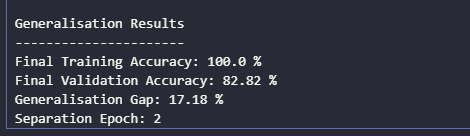 Generalisation Results
----------------------
Final Training Accuracy: 100.0 %
Final Validation Accuracy: 82.82 %
Generalisation Gap: 17.18 %
Separation Epoch: 2